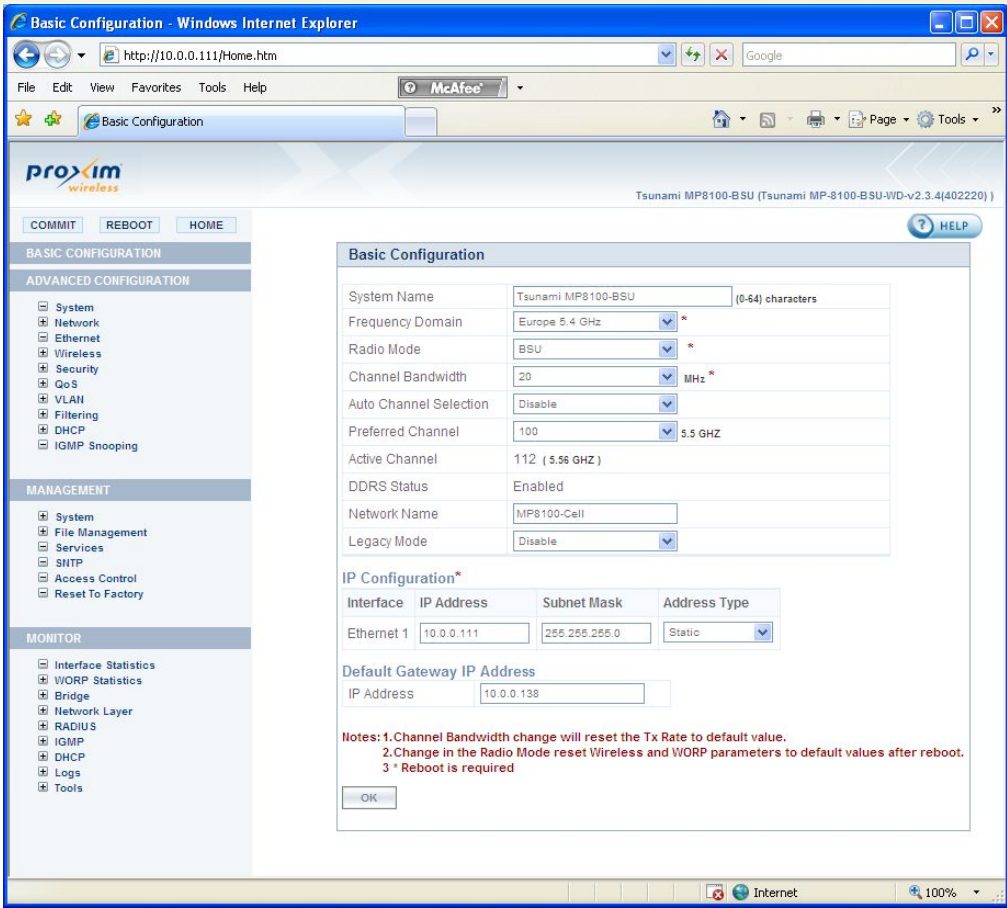 Basic Configuration - Windows Internet Explorer
http://10.0.0.111/Home.htm
Google
File Edit View Favorites Tools Help
McAfee
Basic Configuration
Page Tools »
proxim
wireless
Tsunami MP8100-BSU (Tsunami MP-8100-BSU-WD-v2.3.4(402220) )
COMMIT REBOOT HOME
? HELP
BASIC CONFIGURATION
ADVANCED CONFIGURATION
System
Network
Ethernet
Wireless
Security
QoS
VLAN
Filtering
DHCP
IGMP Snooping
MANAGEMENT
System
File Management
Services
SNTP
Access Control
Reset To Factory
MONITOR
Interface Statistics
WORP Statistics
Bridge
Network Layer
RADIUS
IGMP
DHCP
Logs
Tools
Basic Configuration
System Name Tsunami MP8100-BSU (0-64) characters
Frequency Domain Europe 5.4 GHz *
Radio Mode BSU *
Channel Bandwidth 20 MHz *
Auto Channel Selection Disable
Preferred Channel 100 5.5 GHZ
Active Channel 112 ( 5.56 GHZ )
DDRS Status Enabled
Network Name MP8100-Cell
Legacy Mode Disable
IP Configuration*
Interface IP Address Subnet Mask Address Type
Ethernet 1 10.0.0.111 255.255.255.0 Static
Default Gateway IP Address
IP Address 10.0.0.138
Notes: 1.Channel Bandwidth change will reset the Tx Rate to default value.
2.Change in the Radio Mode reset Wireless and WORP parameters to default values after reboot.
3 * Reboot is required
OK
Internet 100%